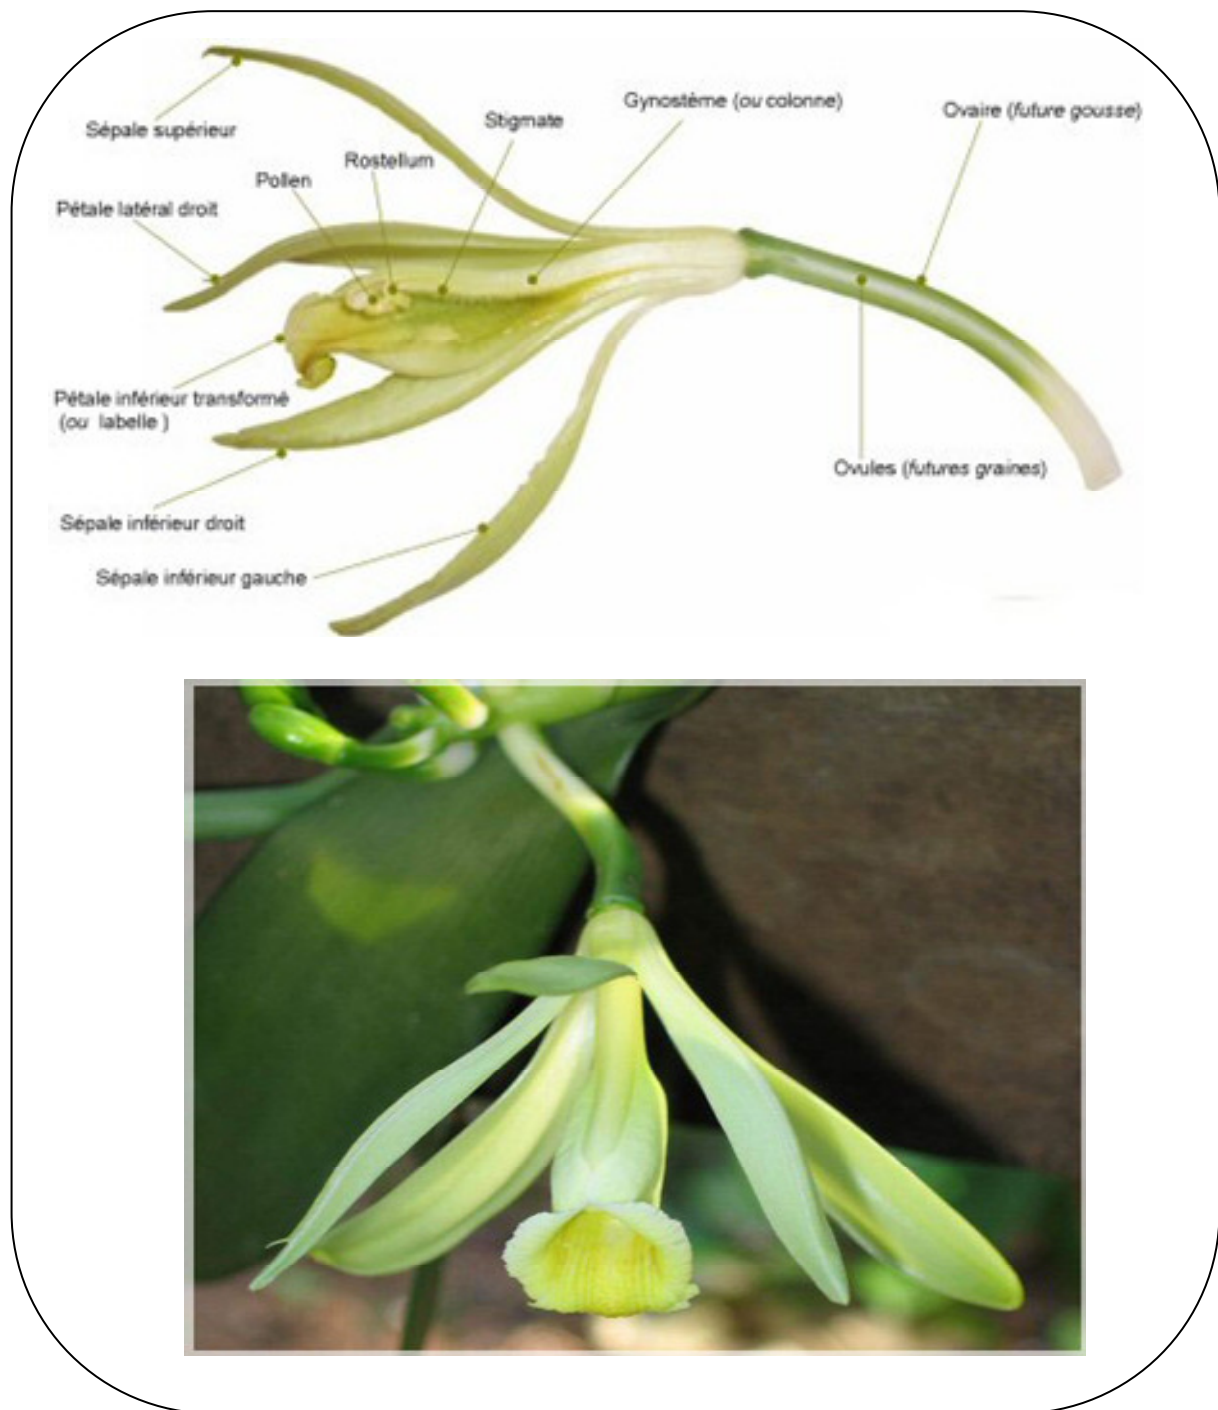 Gynostème (ou colonne)
Ovaire (future gousse)
Stigmate
Sépale supérieur
Rostellum
Pollen
Pétale latéral droit
Pétale inférieur transformé
(ou labelle )
Ovules (futures graines)
Sépale inférieur droit
Sépale inférieur gauche